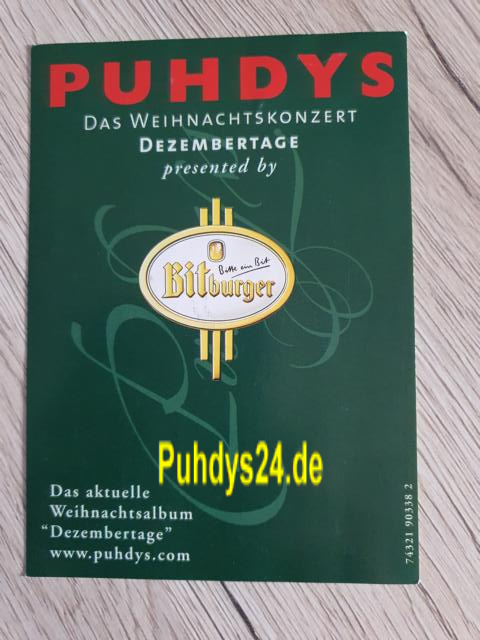 PUHDYS
DAS WEIHNACHTSKONZERT
DEZEMBERTAGE
presented by
Bitte ein Bit
Bitburger
Puhdys24.de
Das aktuelle
Weihnachtsalbum
“Dezembertage”
www.puhdys.com
74321 90338 2